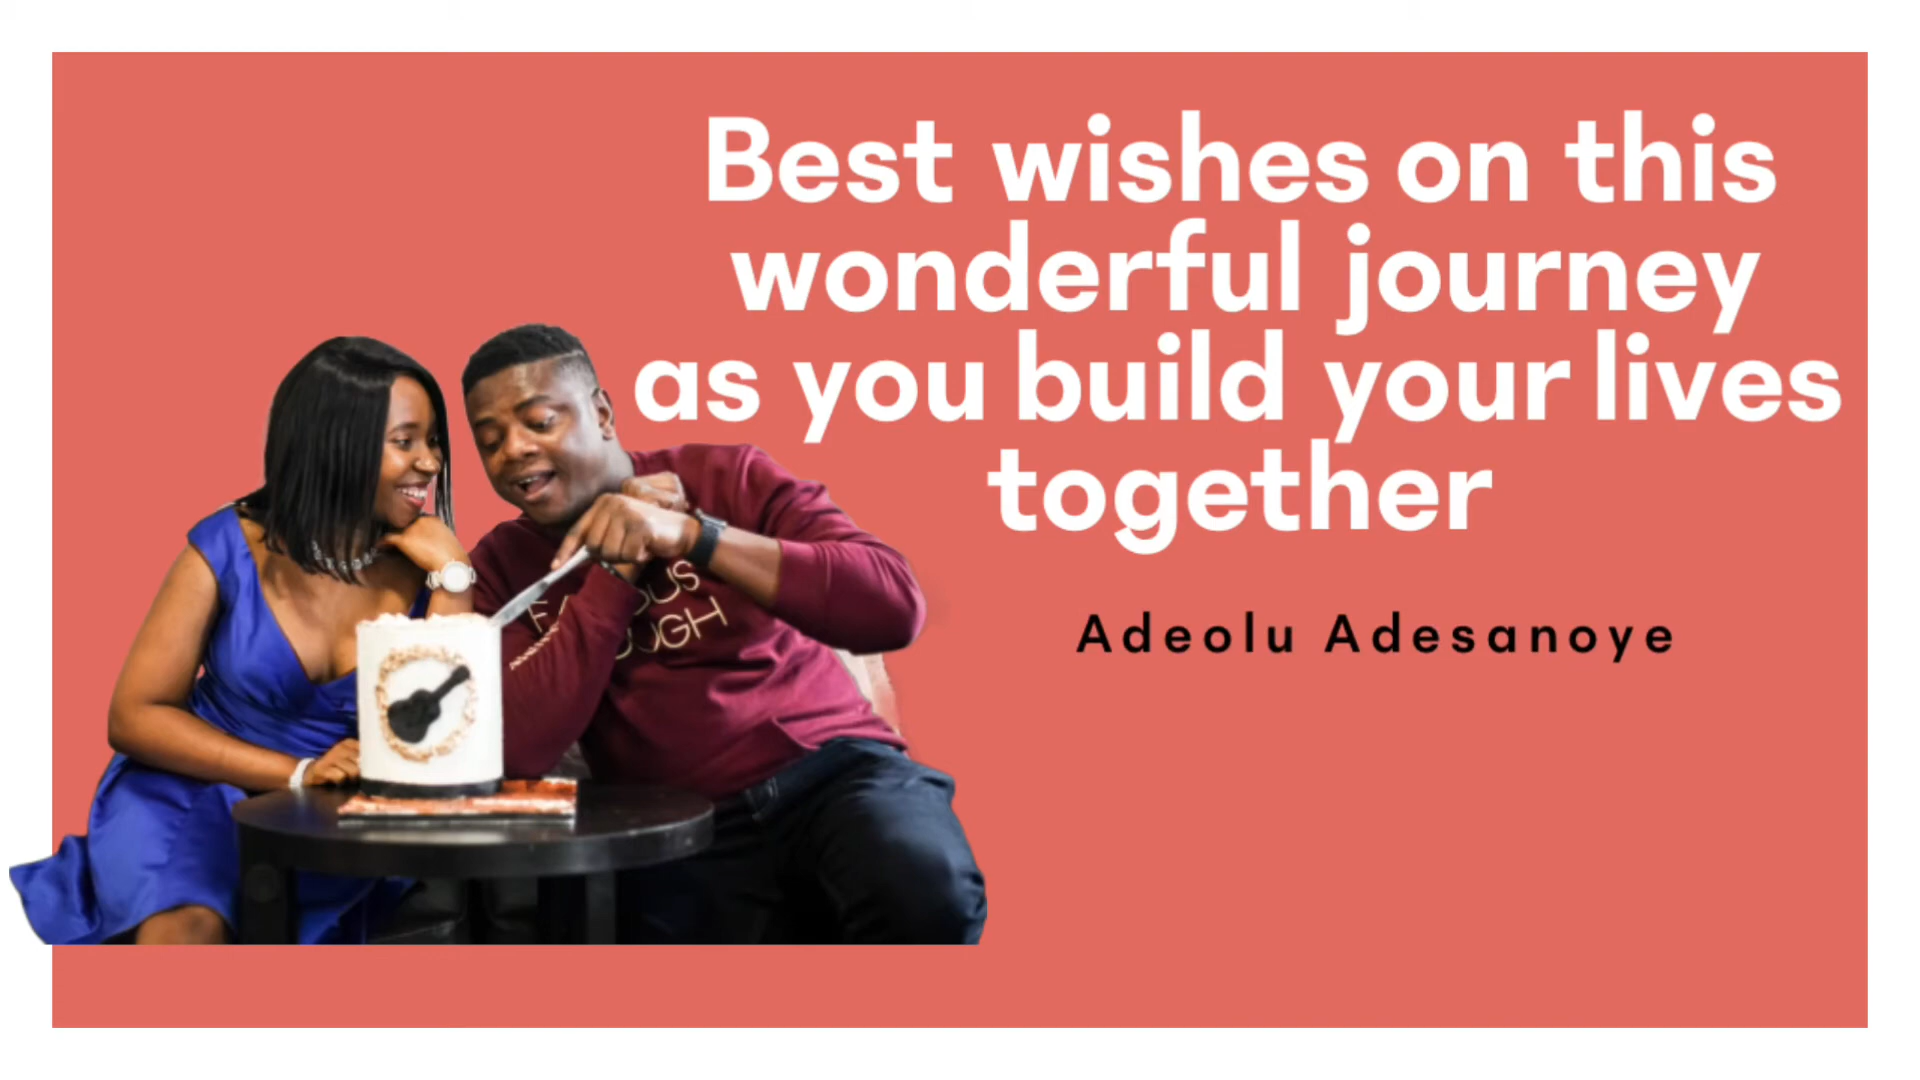 Best wishes on this
wonderful journey
as you build your lives
together
Adeolu Adesanoye